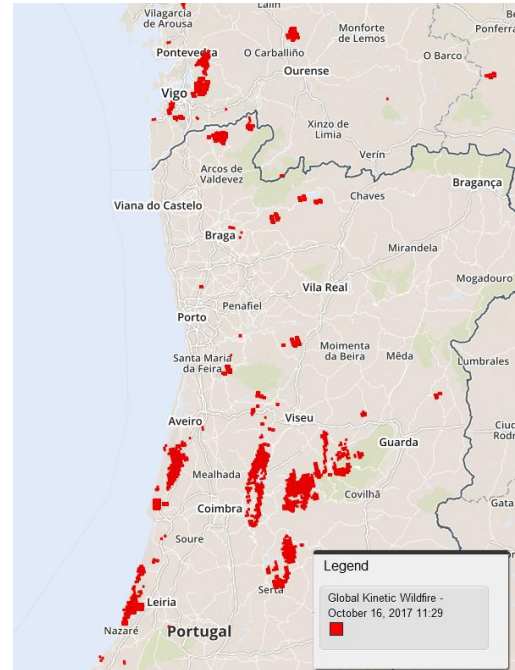 Lalín
Vilagarcía
de Arousa
Monforte
de Lemos
Ponferra
Pontevedra
O Carballiño
O Barco
Ourense
Vigo
Xinzo de
Limia
Verín
Arcos de
Valdevez
Bragança
Chaves
Viana do Castelo
Braga
Mirandela
Mogadouro
Vila Real
Penafiel
Porto
Moimenta
da Beira
Mêda
Santa Maria
da Feira
Lumbrales
Aveiro
Viseu
Ciuc
Rodr
Guarda
Mealhada
Covilhã
Coimbra
Gata
Soure
Legend
Global Kinetic Wildfire -
October 16, 2017 11:29
Sertã
Leiria
Nazaré
Portugal